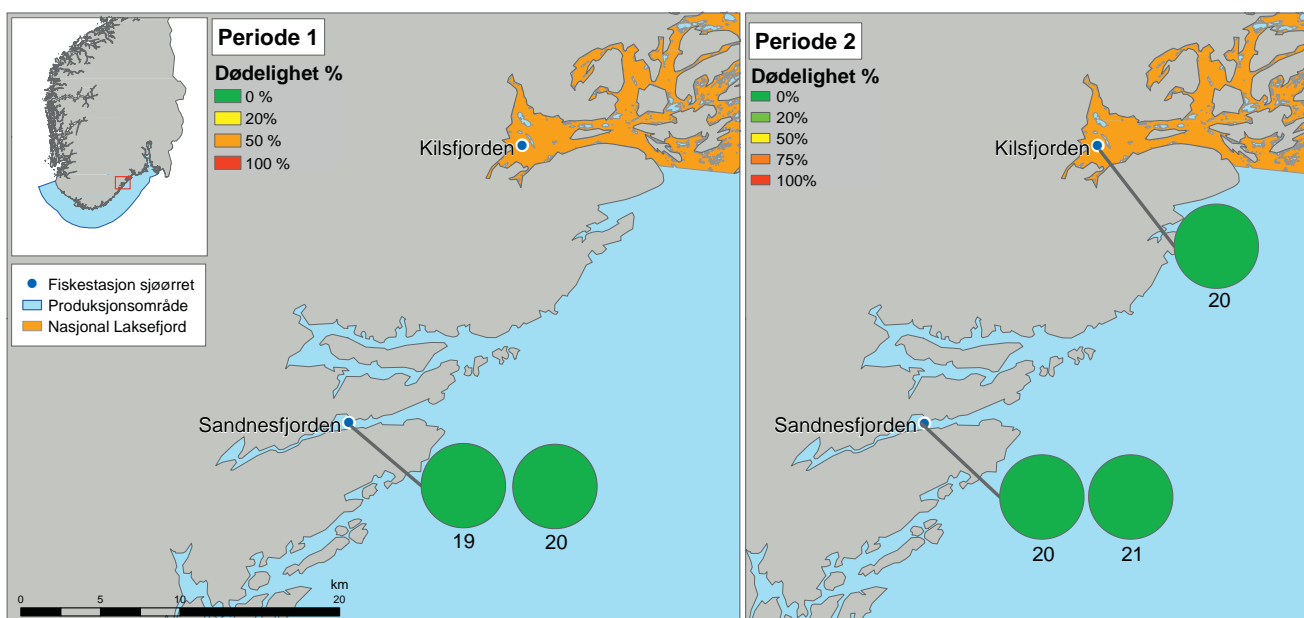 Periode 1
Dødelighet %
0 %
20%
50 %
100 %
Kilsfjorden
Fiskestasjon sjøørret
Produksjonsområde
Nasjonal Laksefjord
Sandnesfjorden
19
20
km
0
5
10
20
Periode 2
Dødelighet %
0%
20%
50%
75%
100%
Kilsfjorden
20
Sandnesfjorden
20
21